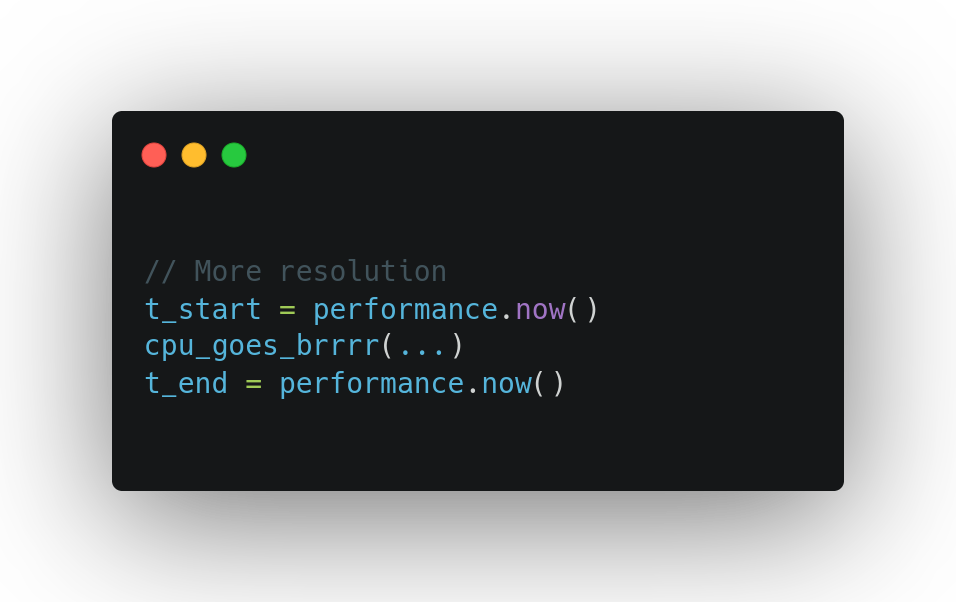 // More resolution
t_start = performance.now()
cpu_goes_brrrr(...)
t_end = performance.now()